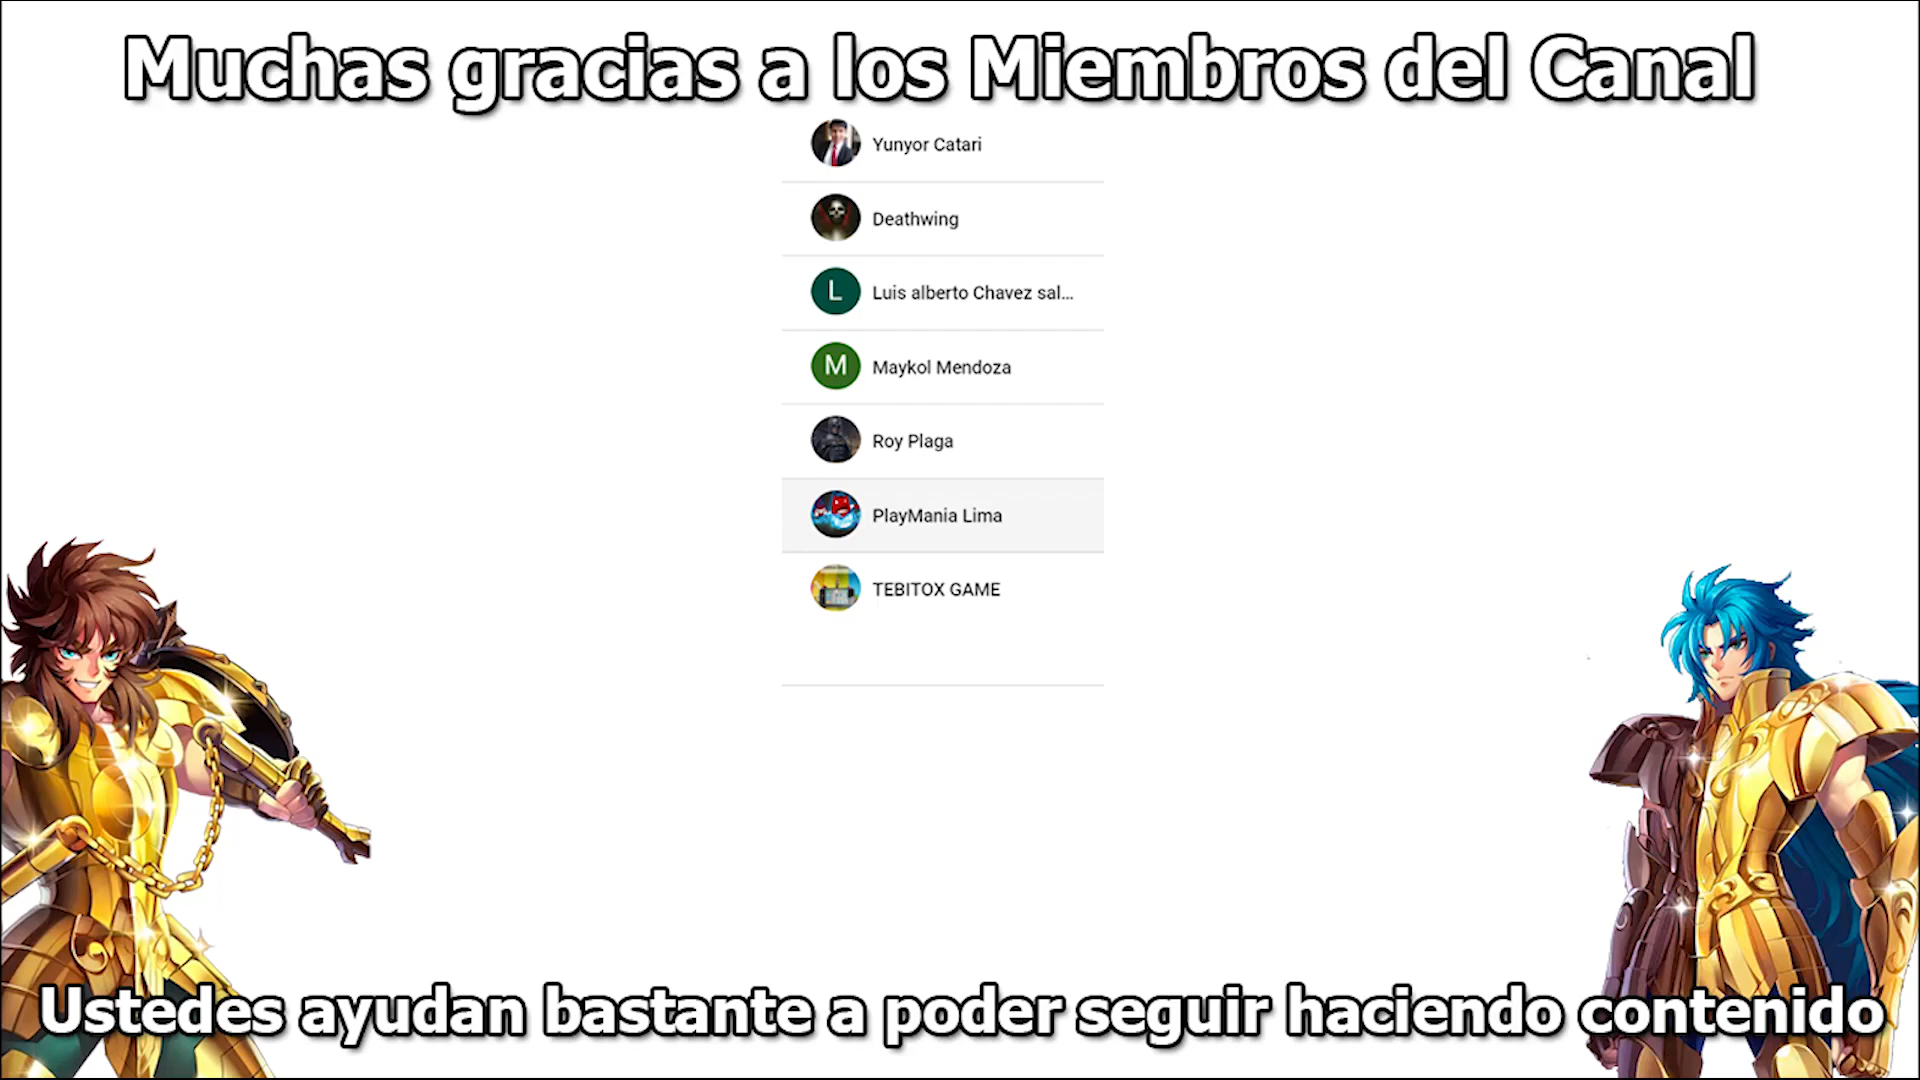 Muchas gracias a los Miembros del Canal
Yunyor Catari
Deathwing
L
Luis alberto Chavez sal...
M
Maykol Mendoza
Roy Plaga
PlayMania Lima
TEBITOX GAME
Ustedes ayudan bastante a poder seguir haciendo contenido